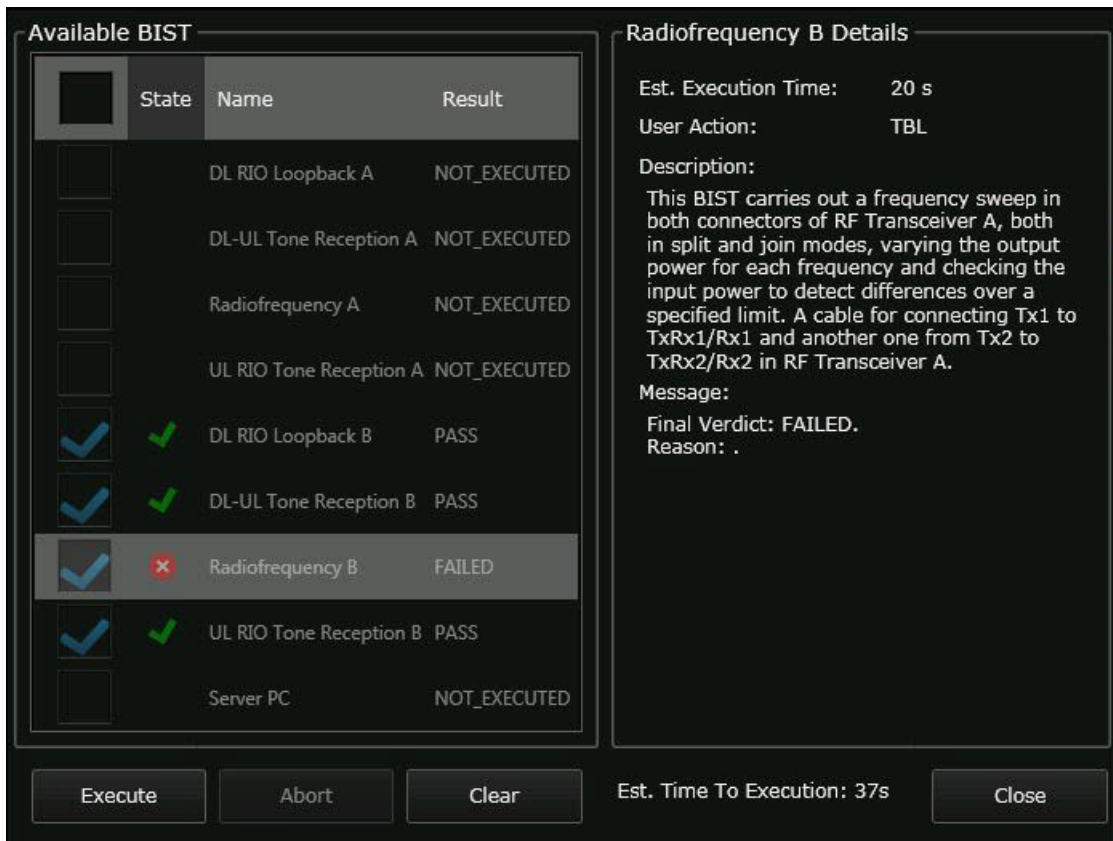 Available BIST
State Name Result
DL RIO Loopback A NOT_EXECUTED
DL-UL Tone Reception A NOT_EXECUTED
Radiofrequency A NOT_EXECUTED
UL RIO Tone Reception A NOT_EXECUTED
DL RIO Loopback B PASS
DL-UL Tone Reception B PASS
Radiofrequency B FAILED
UL RIO Tone Reception B PASS
Server PC NOT_EXECUTED
Radiofrequency B Details
Est. Execution Time: 20 s
User Action: TBL
Description:
This BIST carries out a frequency sweep in
both connectors of RF Transceiver A, both
in split and join modes, varying the output
power for each frequency and checking the
input power to detect differences over a
specified limit. A cable for connecting Tx1 to
TxRx1/Rx1 and another one from Tx2 to
TxRx2/Rx2 in RF Transceiver A.
Message:
Final Verdict: FAILED.
Reason: .
Execute Abort Clear Est. Time To Execution: 37s Close